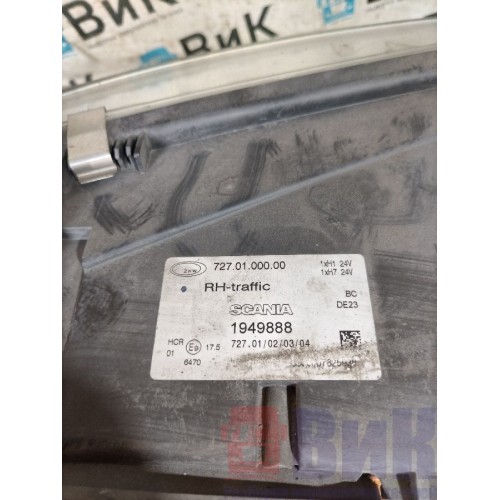 ВиК
727.01.000.00
1xH1 24V
1xH7 24V
RH-traffic
BC
DE23
SCANIA
1949888
HCR
01
E9
17.5
727.01/02/03/04
6470
ВиК